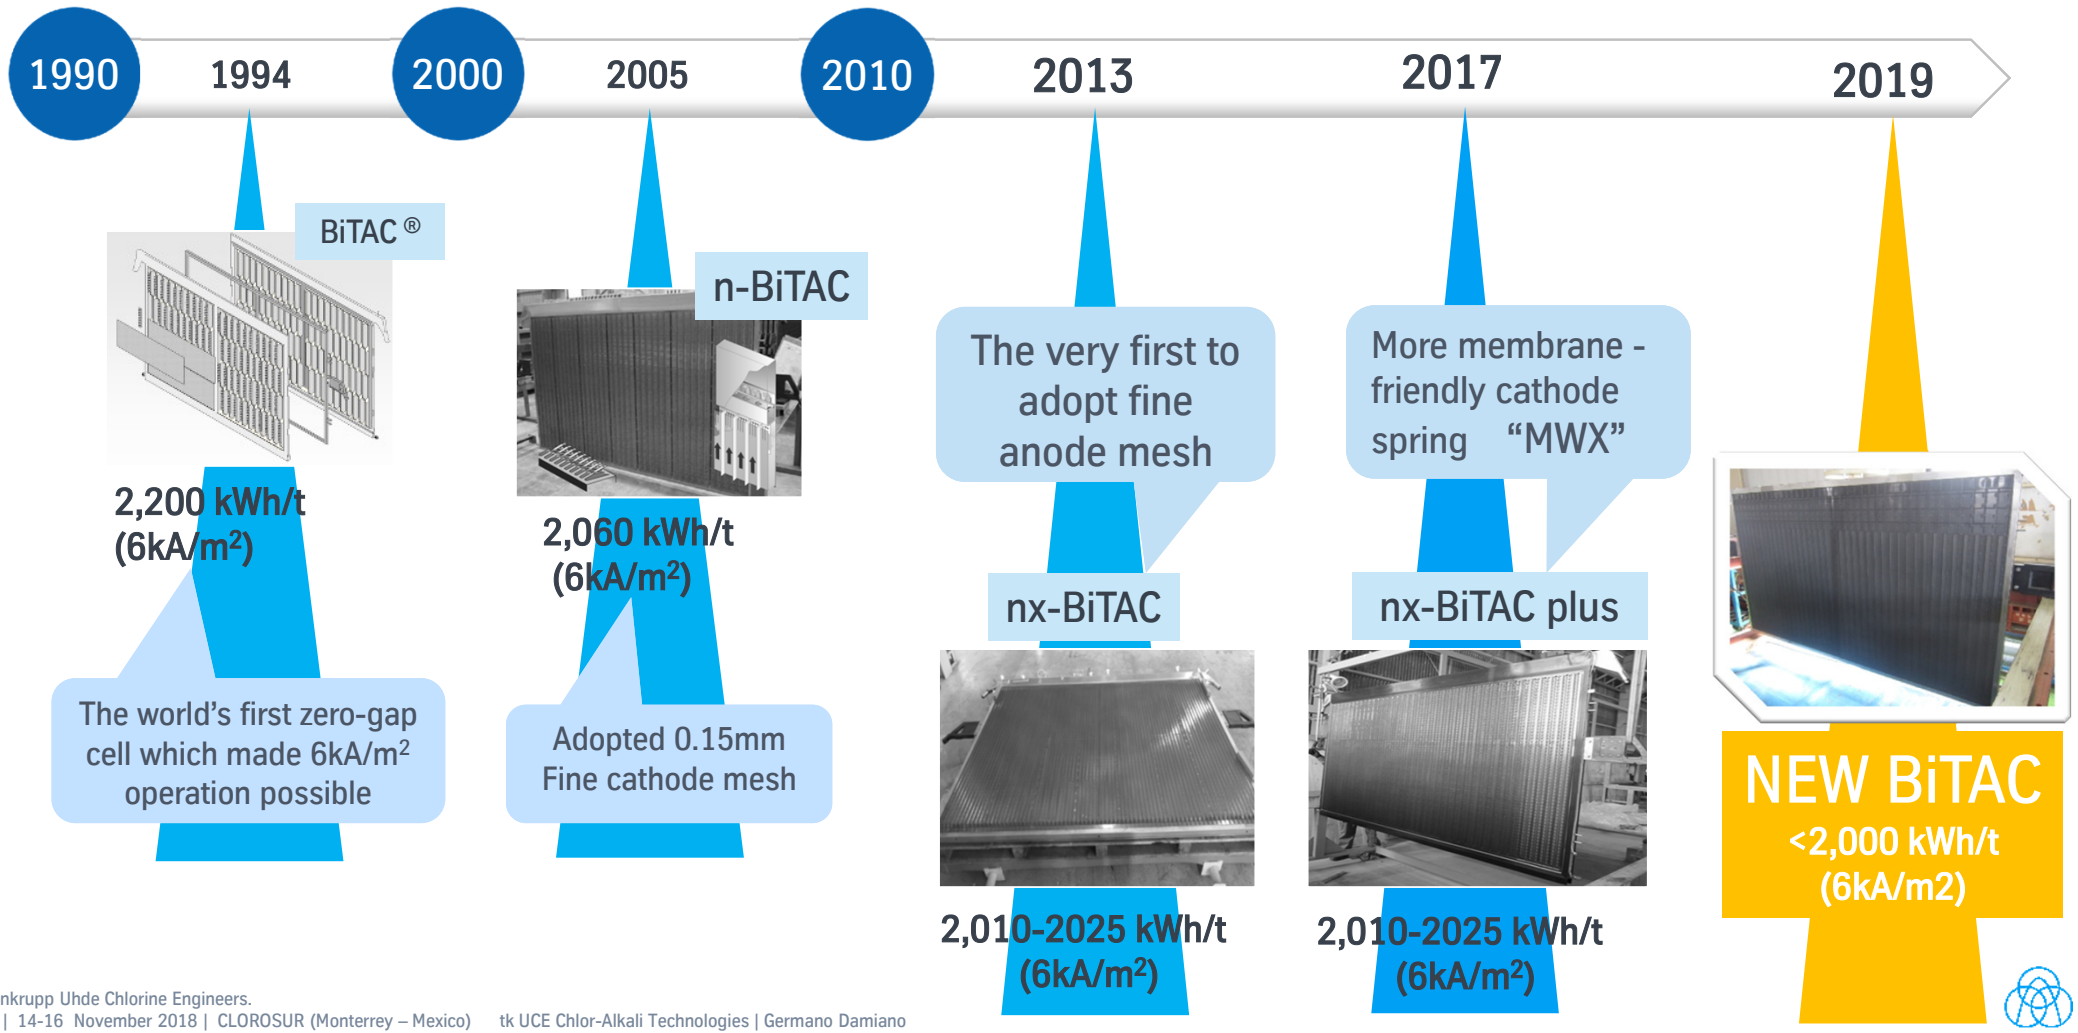 1990
1994
2000
2005
2010
2013
2017
2019
BiTAC ®
2,200 kWh/t
(6kA/m²)
The world's first zero-gap
cell which made 6kA/m²
operation possible
n-BiTAC
2,060 kWh/t
(6kA/m²)
Adopted 0.15mm
Fine cathode mesh
The very first to
adopt fine
anode mesh
nx-BiTAC
2,010-2025 kWh/t
(6kA/m²)
More membrane -
friendly cathode
spring “MWX”
nx-BiTAC plus
2,010-2025 kWh/t
(6kA/m²)
NEW BiTAC
<2,000 kWh/t
(6kA/m2)
nkrupp Uhde Chlorine Engineers.
| 14-16 November 2018 | CLOROSUR (Monterrey – Mexico) tk UCE Chlor-Alkali Technologies | Germano Damiano